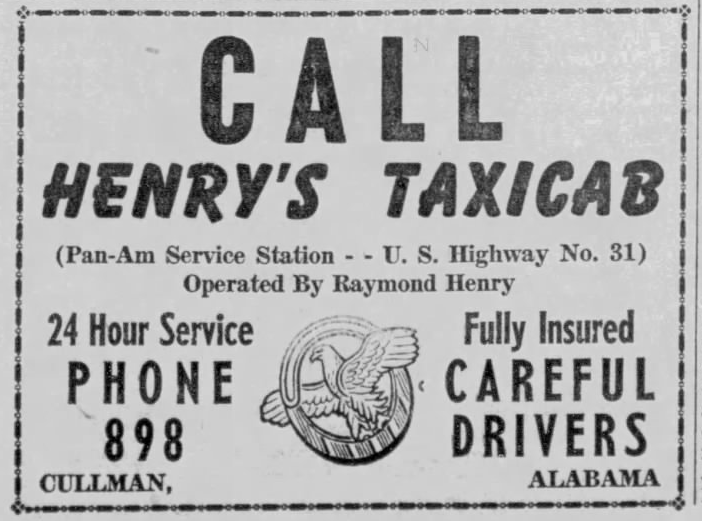 CALL
HENRY'S TAXICAB
(Pan-Am Service Station - - U. S. Highway No. 31)
Operated By Raymond Henry
24 Hour Service
PHONE
898
CULLMAN,
Fully Insured
CAREFUL
DRIVERS
ALABAMA